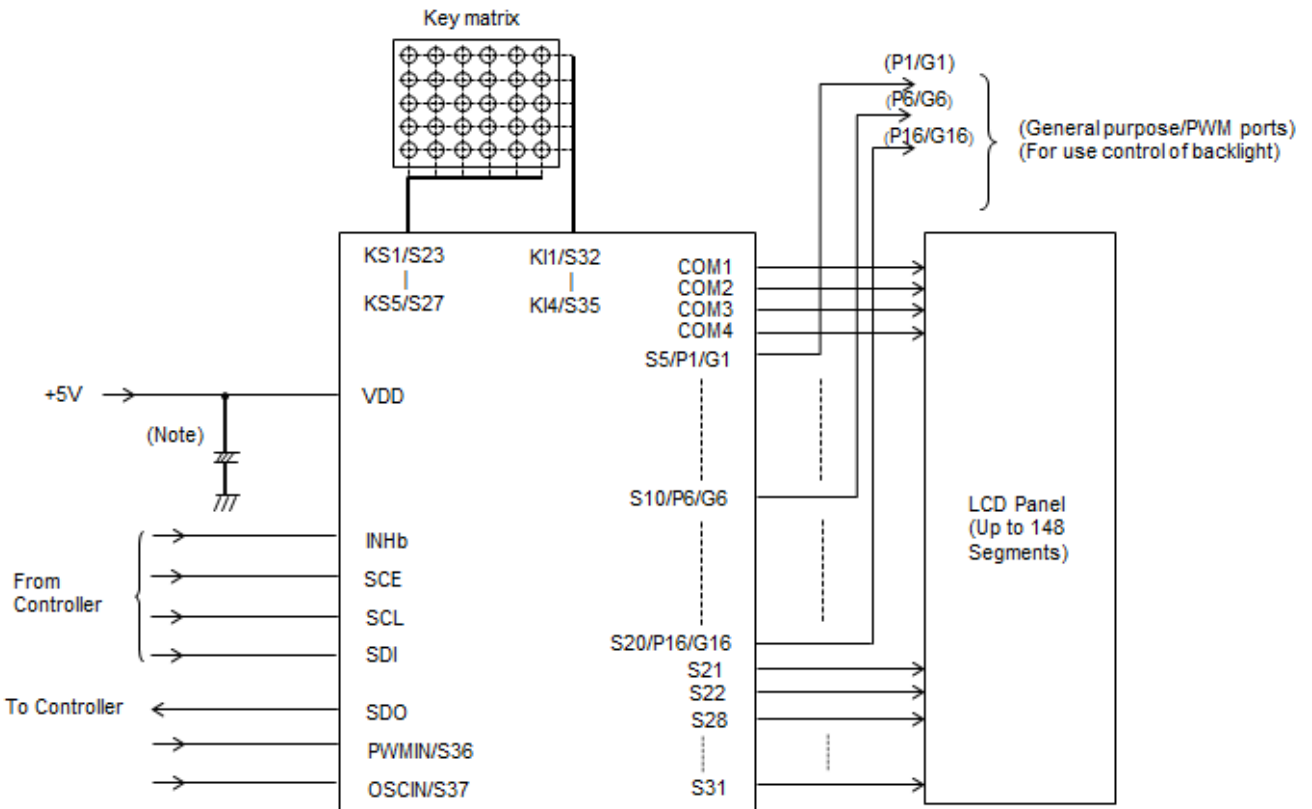 Key matrix
(P1/G1)
(P6/G6)
(P16/G16)
(General purpose/PWM ports)
(For use control of backlight)
KS1/S23
|
KS5/S27
KI1/S32
|
KI4/S35
COM1
COM2
COM3
COM4
S5/P1/G1
+5V
VDD
(Note)
S10/P6/G6
LCD Panel
(Up to 148
Segments)
INHb
From
Controller
SCE
SCL
SDI
S20/P16/G16
S21
S22
S28
S31
To Controller
SDO
PWMIN/S36
OSCIN/S37